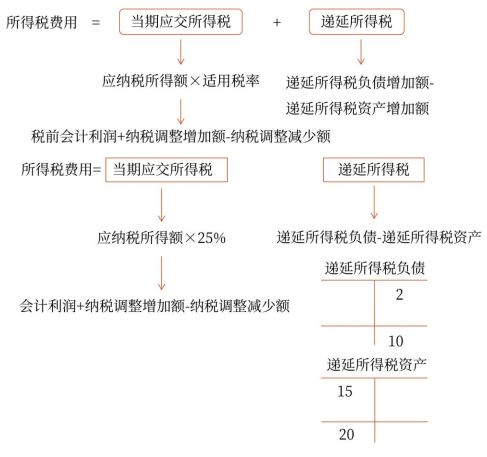 所得税费用 = 当期应交所得税 + 递延所得税
应纳税所得额×适用税率
递延所得税负债增加额-
递延所得税资产增加额
税前会计利润+纳税调整增加额-纳税调整减少额
所得税费用= 当期应交所得税 递延所得税
应纳税所得额×25%
递延所得税负债-递延所得税资产
会计利润+纳税调整增加额-纳税调整减少额
递延所得税负债
2
10
递延所得税资产
15
20